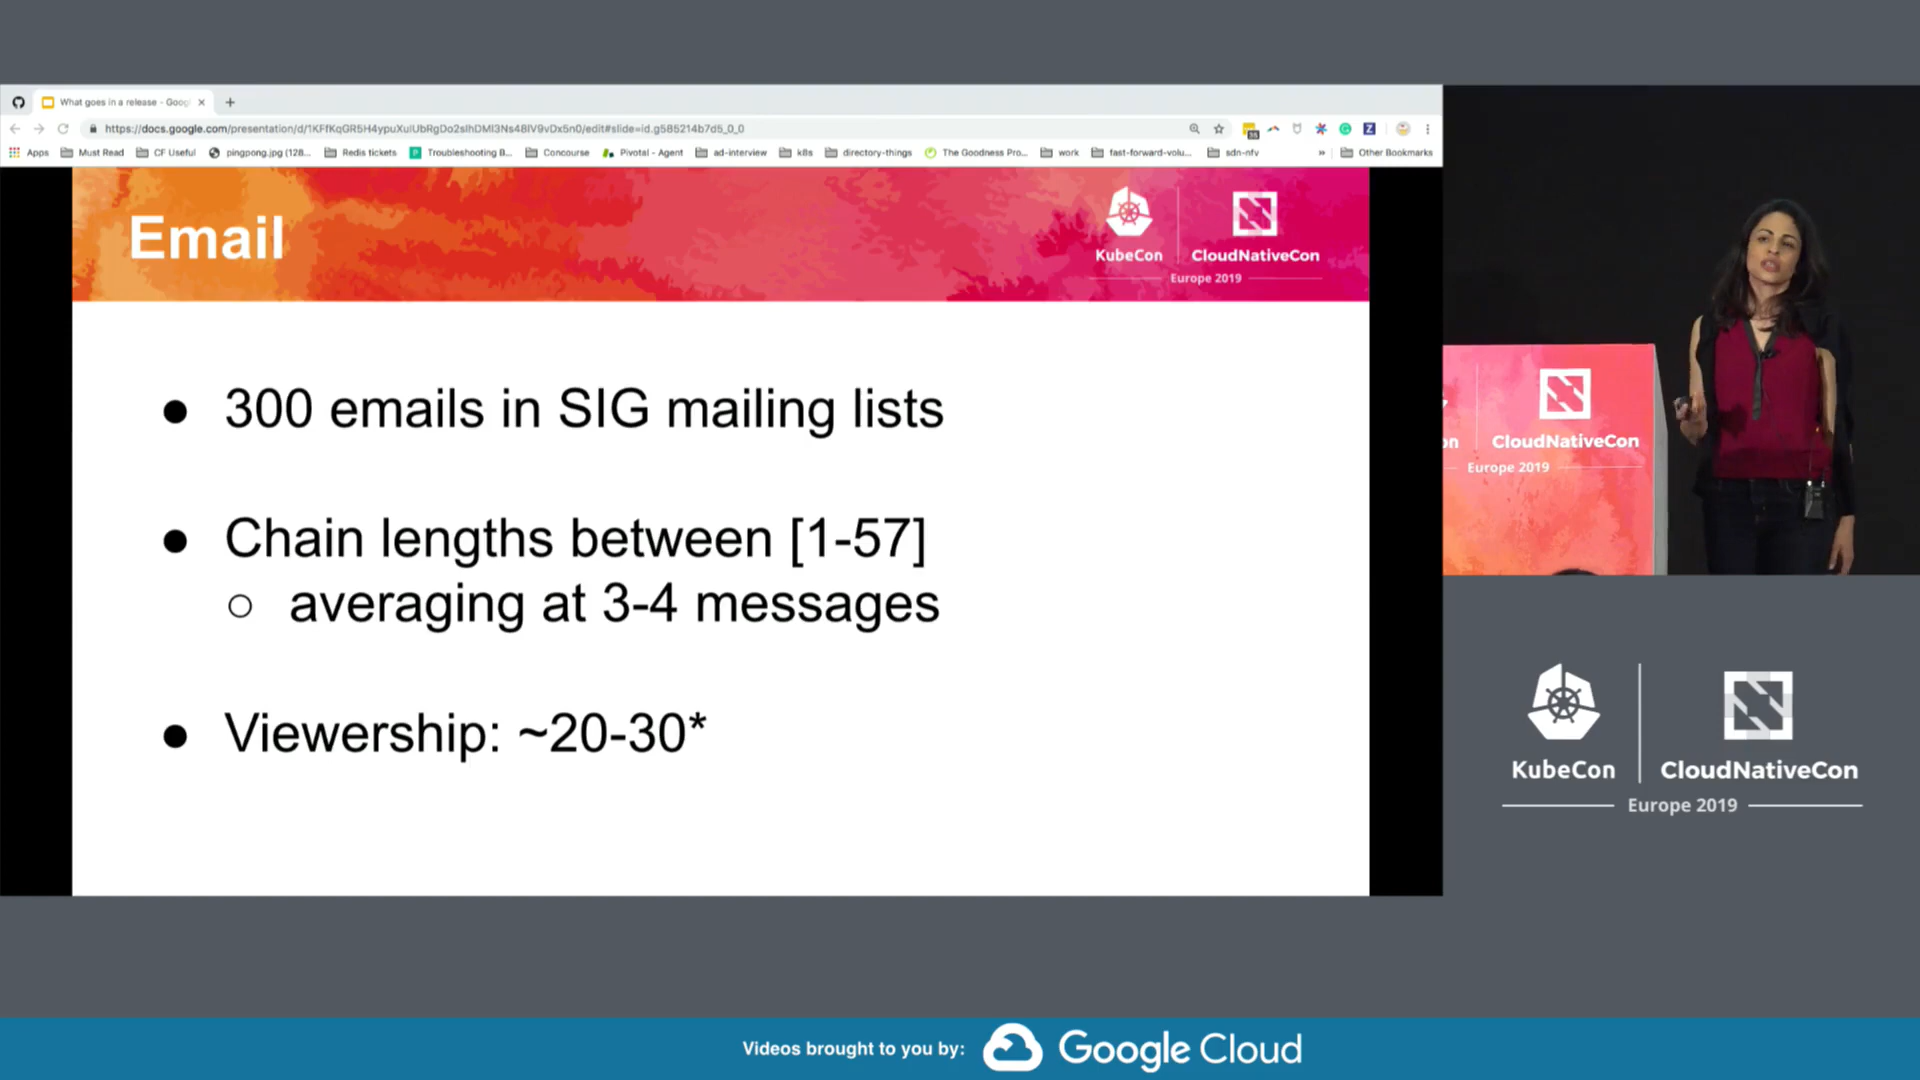 What goes in a release - Goog
https://docs.google.com/presentation/d/1KFfKqGR5H4ypuXuIUbRgDo2sIhDMI3Ns48IV9vDx5n0/edit#slide=id.g585214b7d5_0_0
Apps Must Read CF Useful pingpong.jpg (128... Redis tickets Troubleshooting B... Concourse Pivotal - Agent ad-interview k8s directory-things The Goodness Pro... work fast-forward-volu... sdn-nfv » Other Bookmarks
Email
KubeCon CloudNativeCon
Europe 2019
● 300 emails in SIG mailing lists
● Chain lengths between [1-57]
○ averaging at 3-4 messages
● Viewership: ~20-30*
on CloudNativeCon
Europe 2019
KubeCon CloudNativeCon
Europe 2019
Videos brought to you by: Google Cloud